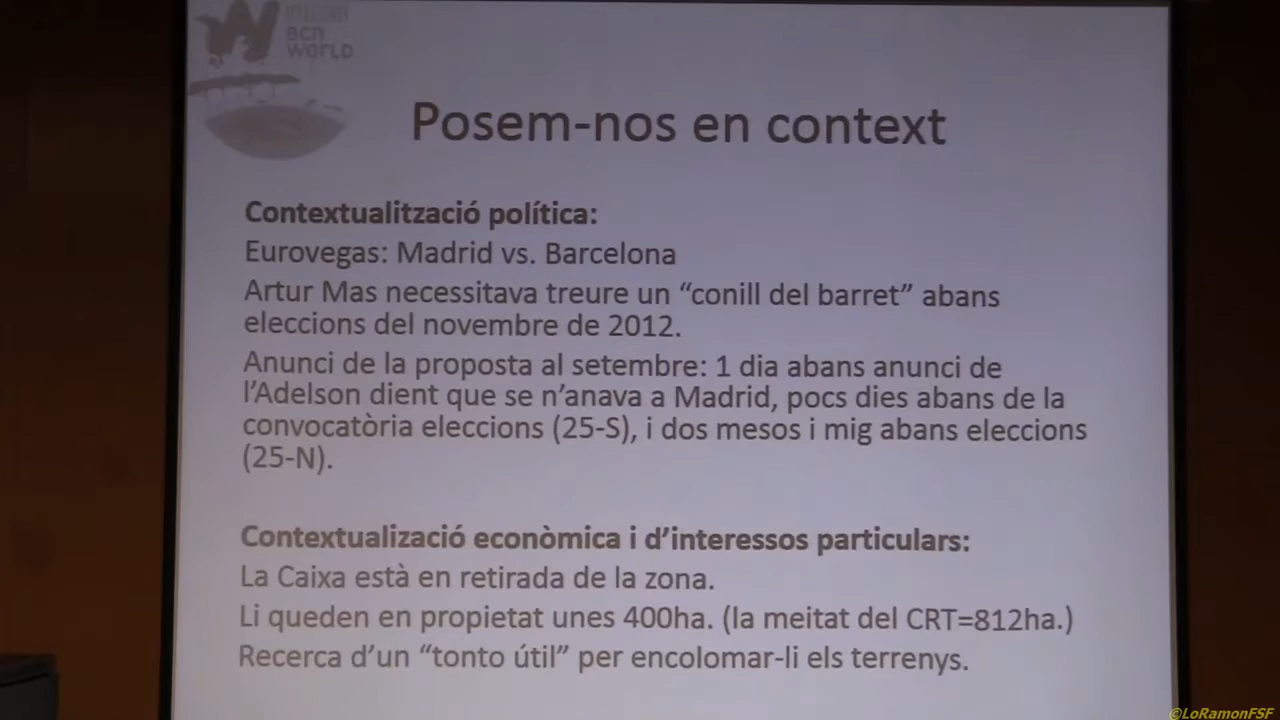 BCN
WORLD
Posem-nos en context
Contextualització política:
Eurovegas: Madrid vs. Barcelona
Artur Mas necessitava treure un “conill del barret” abans
eleccions del novembre de 2012.
Anunci de la proposta al setembre: 1 dia abans anunci de
l’Adelson dient que se n’anava a Madrid, pocs dies abans de la
convocatòria eleccions (25-S), i dos mesos i mig abans eleccions
(25-N).
Contextualizació econòmica i d’interessos particulars:
La Caixa està en retirada de la zona.
Li queden en propietat unes 400ha. (la meitat del CRT=812ha.)
Recerca d’un “tonto útil” per encolomar-li els terrenys.
©LoRamonFSF